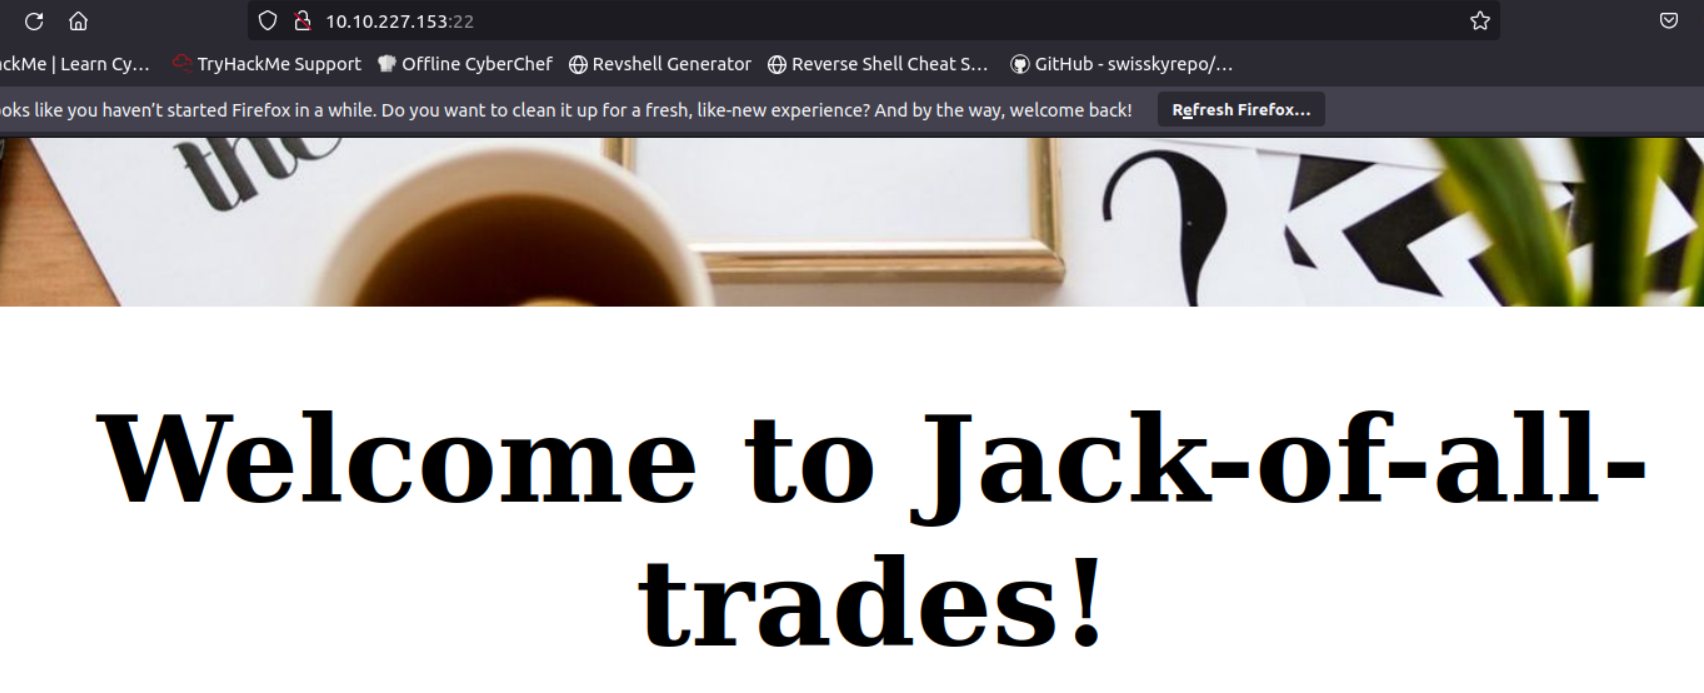 10.10.227.153:22
ackMe | Learn Cy… TryHackMe Support Offline CyberChef Revshell Generator Reverse Shell Cheat S… GitHub - swisskyrepo/…
ooks like you haven't started Firefox in a while. Do you want to clean it up for a fresh, like-new experience? And by the way, welcome back! Refresh Firefox…
the
Welcome to Jack-of-all-
trades!